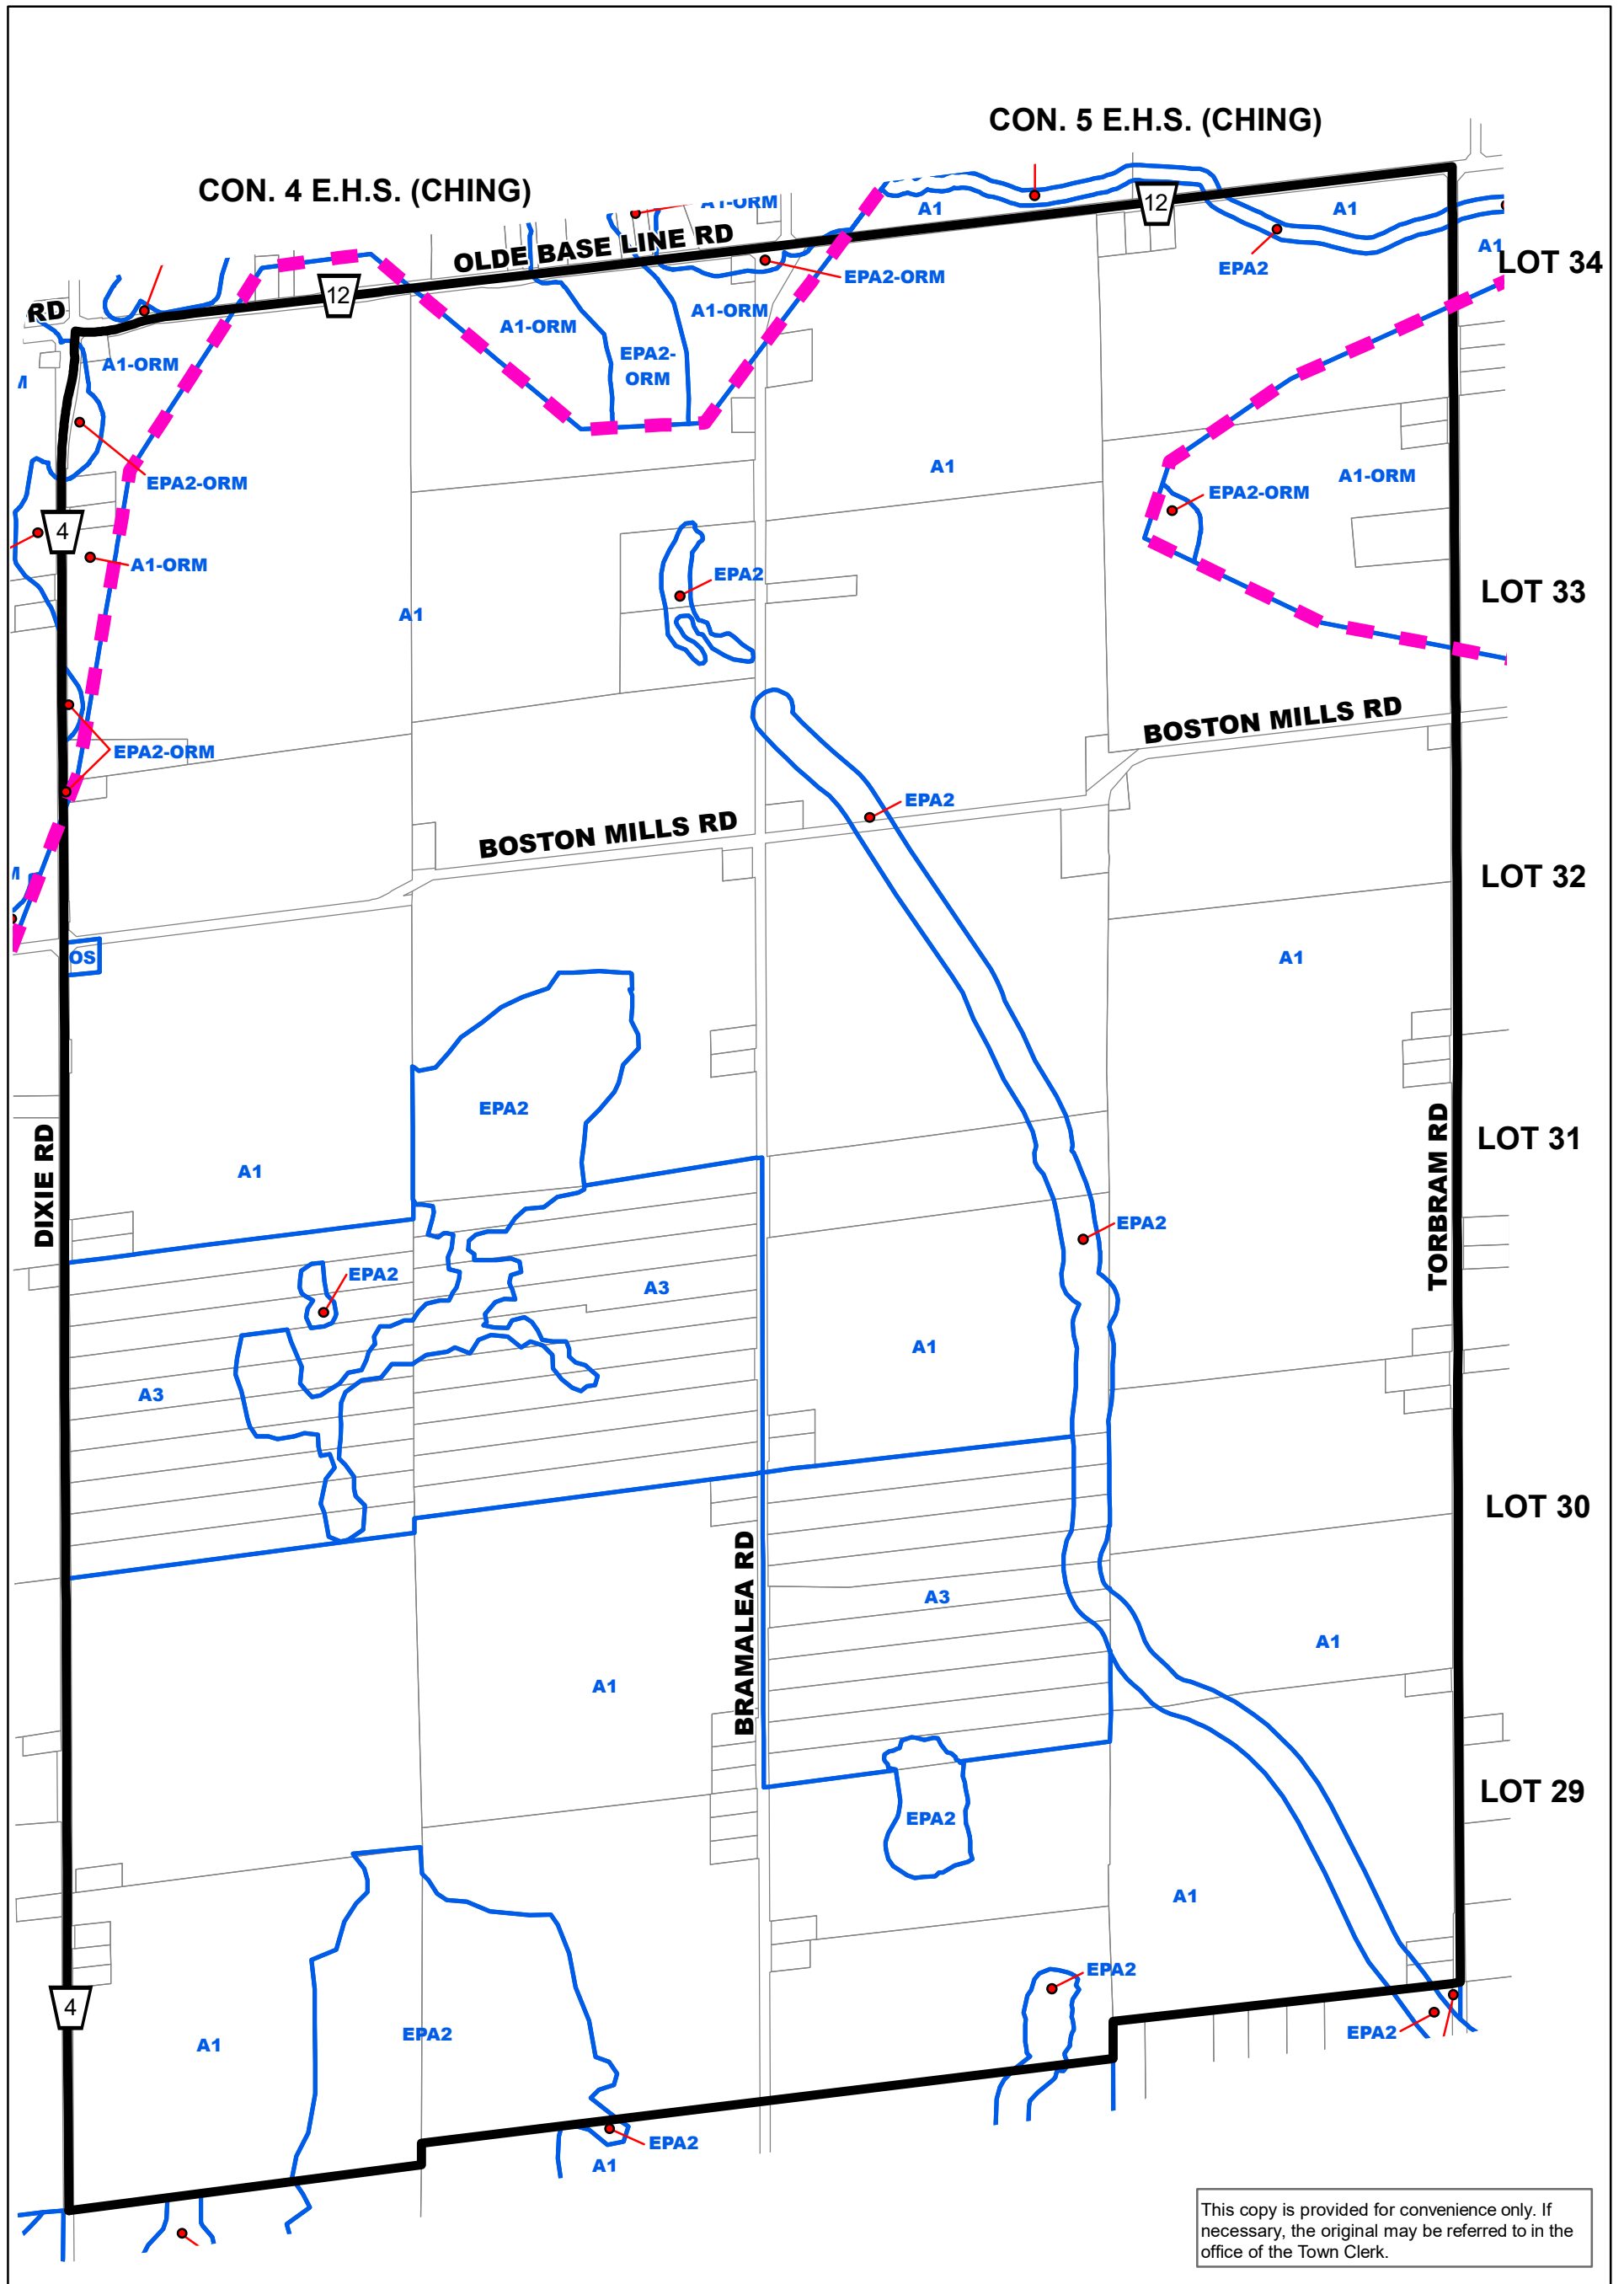 CON. 5 E.H.S. (CHING)
CON. 4 E.H.S. (CHING)
A1-ORM
A1
12
A1
OLDE BASE LINE RD
A1
EPA2
LOT 34
EPA2-ORM
12
RD
A1-ORM
A1-ORM
EPA2-
ORM
A1-ORM
A1
A1-ORM
EPA2-ORM
EPA2-ORM
4
A1-ORM
EPA2
LOT 33
A1
BOSTON MILLS RD
EPA2-ORM
EPA2
BOSTON MILLS RD
LOT 32
OS
A1
EPA2
DIXIE RD
TORBRAM RD
LOT 31
A1
EPA2
EPA2
A3
A1
A3
LOT 30
BRAMALEA RD
A3
A1
A1
LOT 29
EPA2
A1
EPA2
4
EPA2
EPA2
A1
EPA2
A1
This copy is provided for convenience only. If
necessary, the original may be referred to in the
office of the Town Clerk.